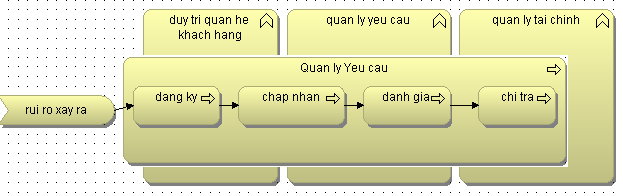 duy tri quan he
khach hang
quan ly yeu cau
quan ly tai chinh
Quan ly Yeu cau
rui ro xay ra
dang ky
chap nhan
danh gia
chi tra